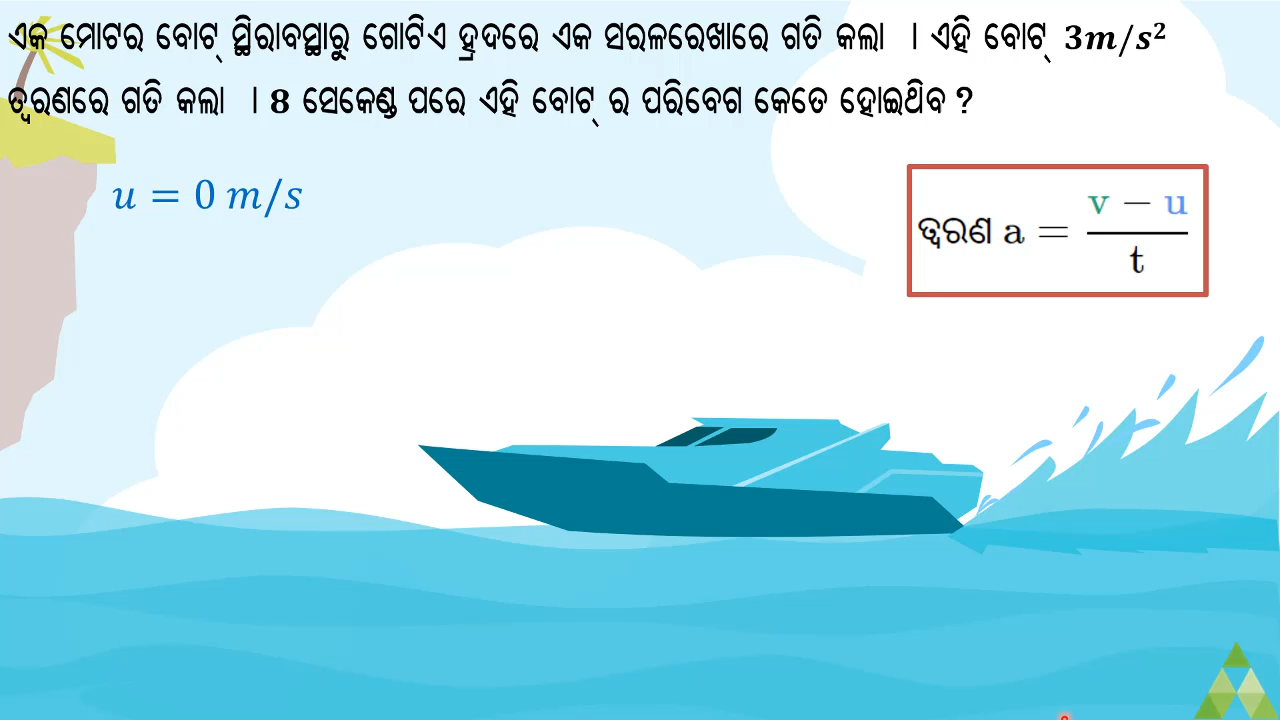 ଏକ ମୋଟର ବୋଟ୍ ସ୍ଥିରାବସ୍ଥାରୁ ଗୋଟିଏ ହ୍ରଦରେ ଏକ ସରଳରେଖାରେ ଗତି କଲା । ଏହି ବୋଟ୍ 3m/s²
ତ୍ୱରଣରେ ଗତି କଲା । 8 ସେକେଣ୍ଡ ପରେ ଏହି ବୋଟ୍ ର ପରିବେଗ କେତେ ହୋଇଥିବ ?
u = 0 m/s
ତ୍ୱରଣ a = (v − u)/t